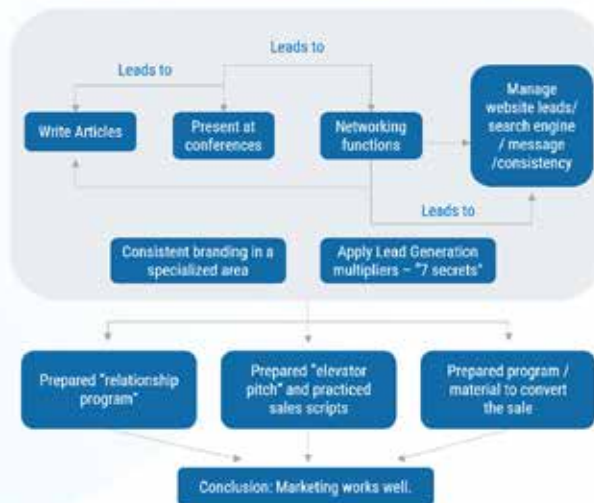 Leads to
Leads to
Write Articles
Present at
conferences
Networking
functions
Manage
website leads/
search engine
/ message
/consistency
Leads to
Consistent branding in a
specialized area
Apply Lead Generation
multipliers – "7 secrets"
Prepared "relationship
program"
Prepared "elevator
pitch" and practiced
sales scripts
Prepared program /
material to convert
the sale
Conclusion: Marketing works well.